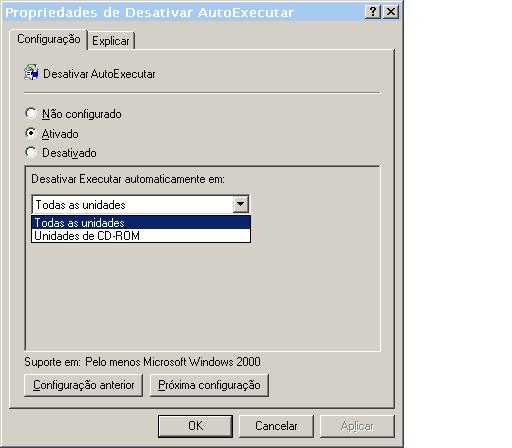 Propriedades de Desativar AutoExecutar
Configuração Explicar
Desativar AutoExecutar
Não configurado
Ativado
Desativado
Desativar Executar automaticamente em:
Todas as unidades
Todas as unidades
Unidades de CD-ROM
Suporte em: Pelo menos Microsoft Windows 2000
Configuração anterior Próxima configuração
OK Cancelar Aplicar